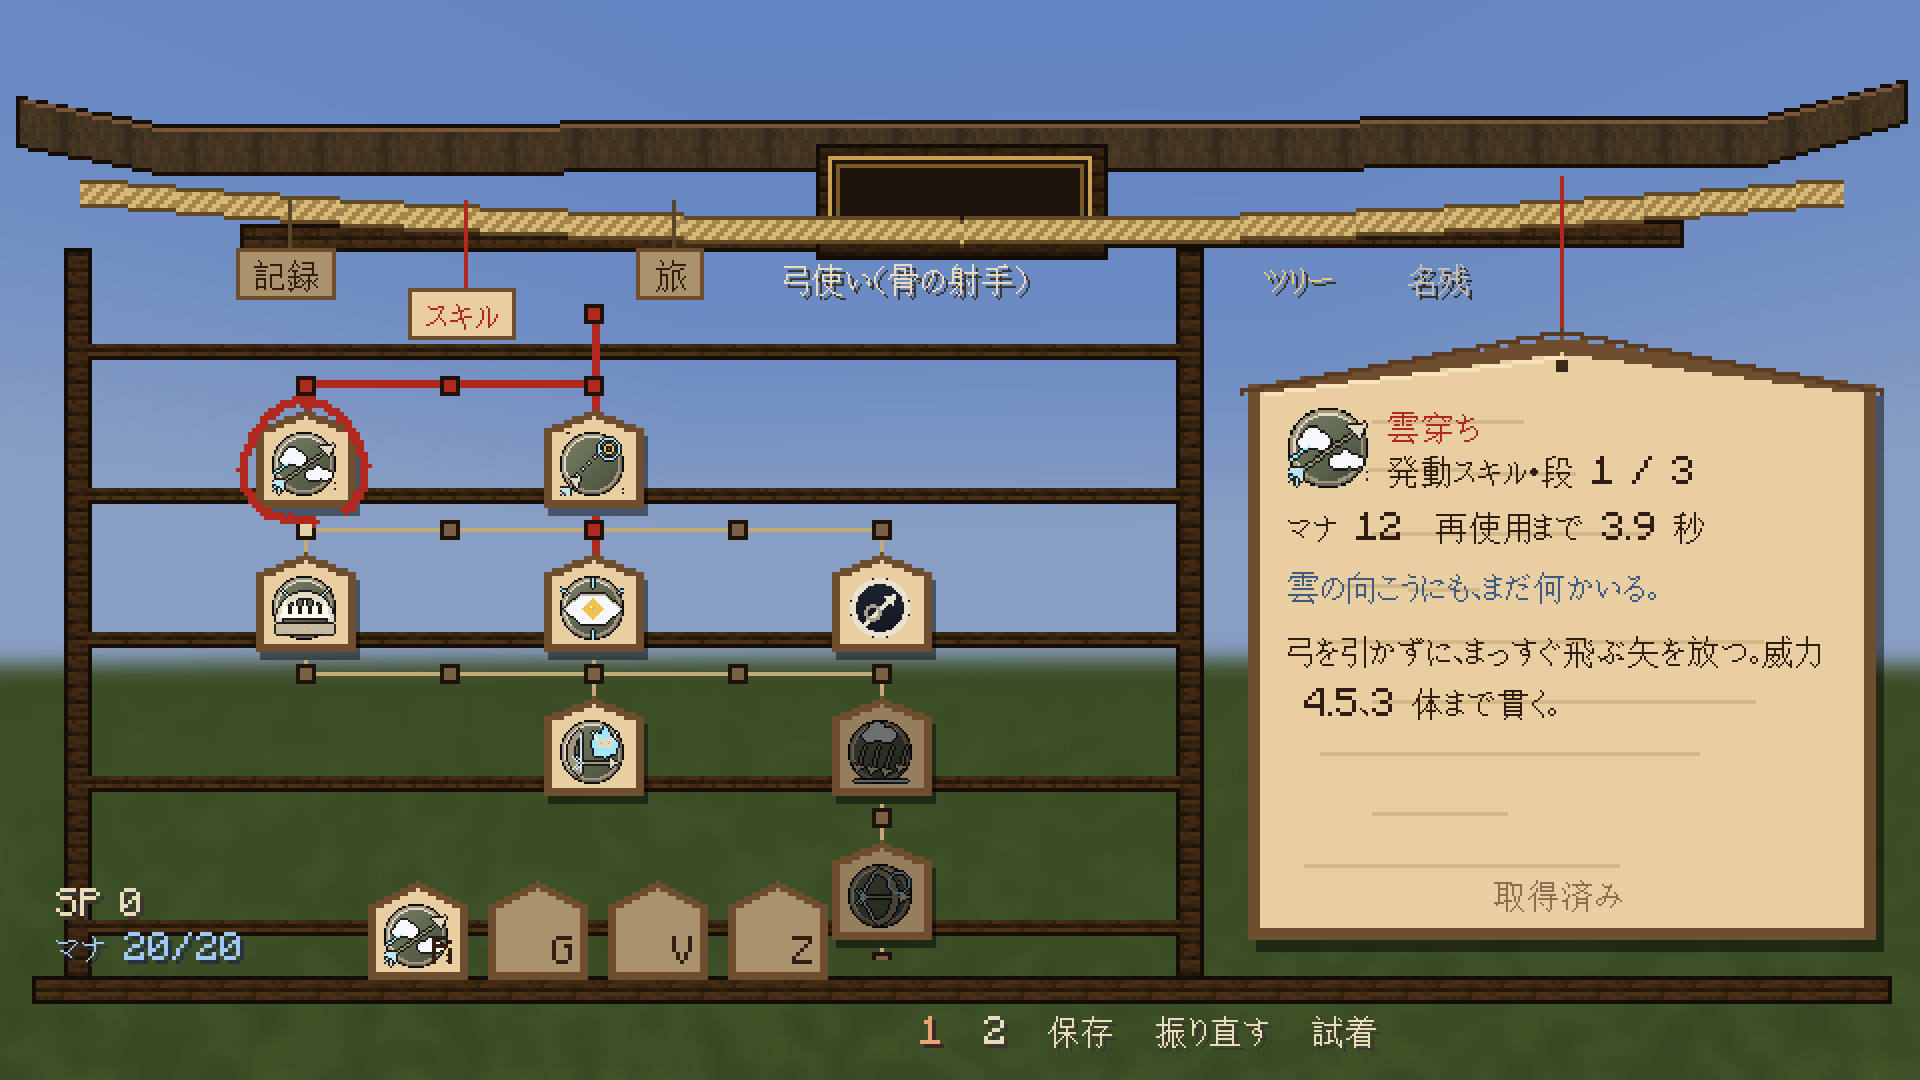 記録
スキル
旅
弓使い(骨の射手)
ツリー
名残
雲穿ち
発動スキル・段 1 / 3
マナ 12 再使用まで 3.9 秒
雲の向こうにも、まだ何かいる。
弓を引かずに、まっすぐ飛ぶ矢を放つ。威力
4.5、3 体まで貫く。
取得済み
SP 0
マナ 20/20
G
V
Z
1 2 保存 振り直す 試着